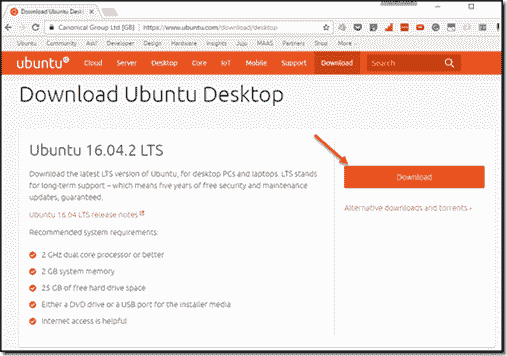 Download Ubuntu Desktop
Canonical Group Ltd [GB] https://www.ubuntu.com/download/desktop
Ubuntu Community Ask! Developer Design Hardware Insights Juju MAAS Partners Shop More
ubuntu Cloud Server Desktop Core IoT Mobile Support Download Search
Download Ubuntu Desktop
Ubuntu 16.04.2 LTS
Download the latest LTS version of Ubuntu, for desktop PCs and laptops. LTS stands
for long-term support – which means five years of free security and maintenance
updates, guaranteed.
Download
Alternative downloads and torrents ›
Ubuntu 16.04 LTS release notes
Recommended system requirements:
2 GHz dual core processor or better
2 GB system memory
25 GB of free hard drive space
Either a DVD drive or a USB port for the installer media
Internet access is helpful